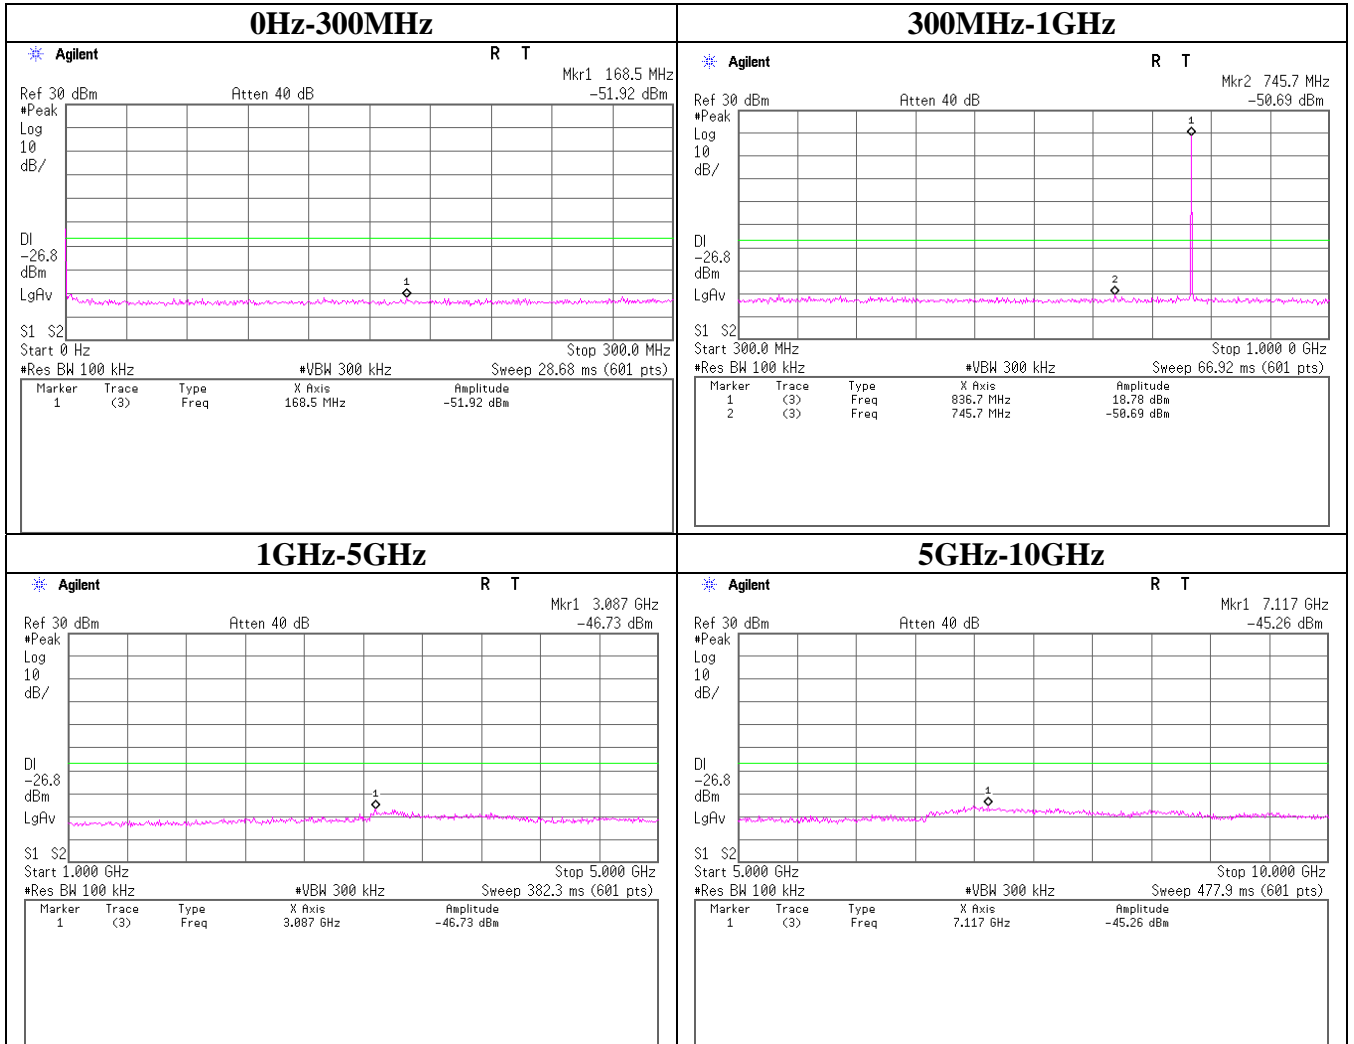 0Hz-300MHz
Agilent
R T
Mkr1 168.5 MHz
Ref 30 dBm Atten 40 dB -51.92 dBm
#Peak
Log
10
dB/
1
DI
-26.8
dBm
LgAv
S1 S2
Start 0 Hz Stop 300.0 MHz
#Res BW 100 kHz #VBW 300 kHz Sweep 28.68 ms (601 pts)
Marker Trace Type X Axis Amplitude
1 (3) Freq 168.5 MHz -51.92 dBm
300MHz-1GHz
Agilent
R T
Mkr2 745.7 MHz
Ref 30 dBm Atten 40 dB -50.69 dBm
#Peak
Log
10
dB/
1
DI
-26.8
dBm
2
LgAv
S1 S2
Start 300.0 MHz Stop 1.000 0 GHz
#Res BW 100 kHz #VBW 300 kHz Sweep 66.92 ms (601 pts)
Marker Trace Type X Axis Amplitude
1 (3) Freq 836.7 MHz 18.78 dBm
2 (3) Freq 745.7 MHz -50.69 dBm
1GHz-5GHz
Agilent
R T
Mkr1 3.087 GHz
Ref 30 dBm Atten 40 dB -46.73 dBm
#Peak
Log
10
dB/
DI
-26.8
dBm
1
LgAv
S1 S2
Start 1.000 GHz Stop 5.000 GHz
#Res BW 100 kHz #VBW 300 kHz Sweep 382.3 ms (601 pts)
Marker Trace Type X Axis Amplitude
1 (3) Freq 3.087 GHz -46.73 dBm
5GHz-10GHz
Agilent
R T
Mkr1 7.117 GHz
Ref 30 dBm Atten 40 dB -45.26 dBm
#Peak
Log
10
dB/
DI
-26.8
dBm
1
LgAv
S1 S2
Start 5.000 GHz Stop 10.000 GHz
#Res BW 100 kHz #VBW 300 kHz Sweep 477.9 ms (601 pts)
Marker Trace Type X Axis Amplitude
1 (3) Freq 7.117 GHz -45.26 dBm